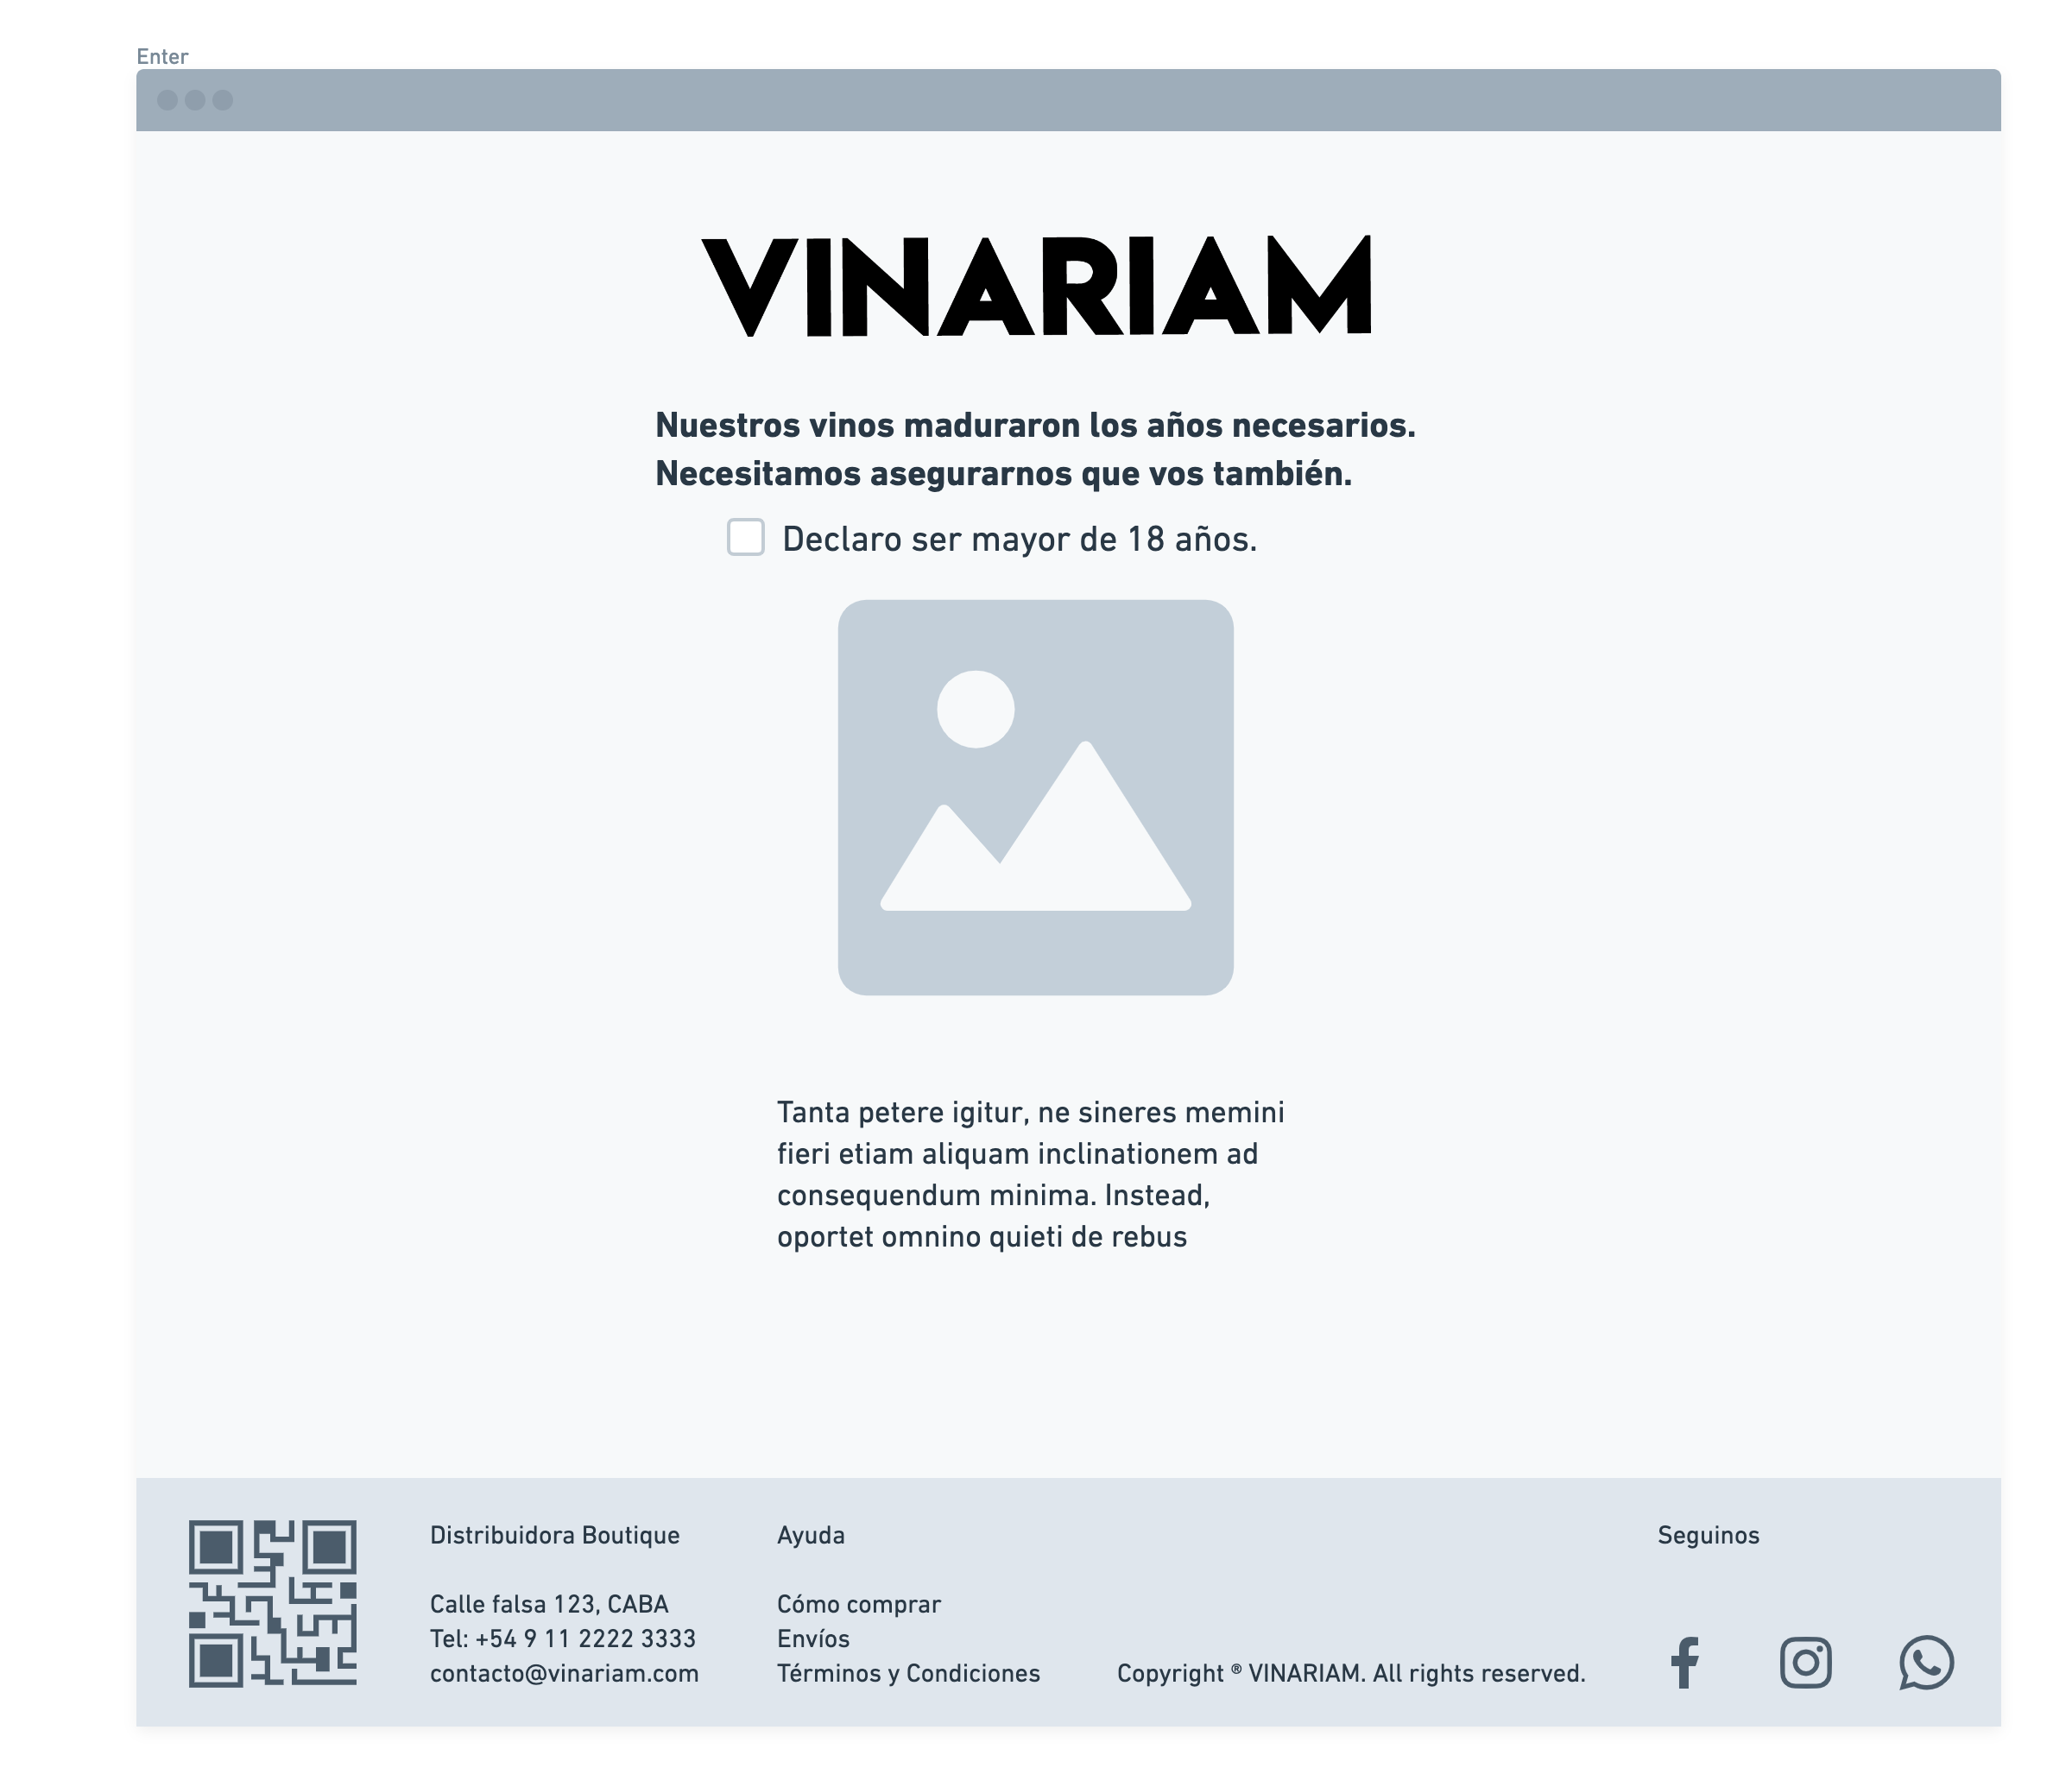 Enter
VINARIAM
Nuestros vinos maduraron los años necesarios.
Necesitamos asegurarnos que vos también.
Declaro ser mayor de 18 años.
Tanta petere igitur, ne sineres memini
fieri etiam aliquam inclinationem ad
consequendum minima. Instead,
oportet omnino quieti de rebus
Distribuidora Boutique
Calle falsa 123, CABA
Tel: +54 9 11 2222 3333
contacto@vinariam.com
Ayuda
Cómo comprar
Envíos
Términos y Condiciones
Copyright ® VINARIAM. All rights reserved.
Seguinos